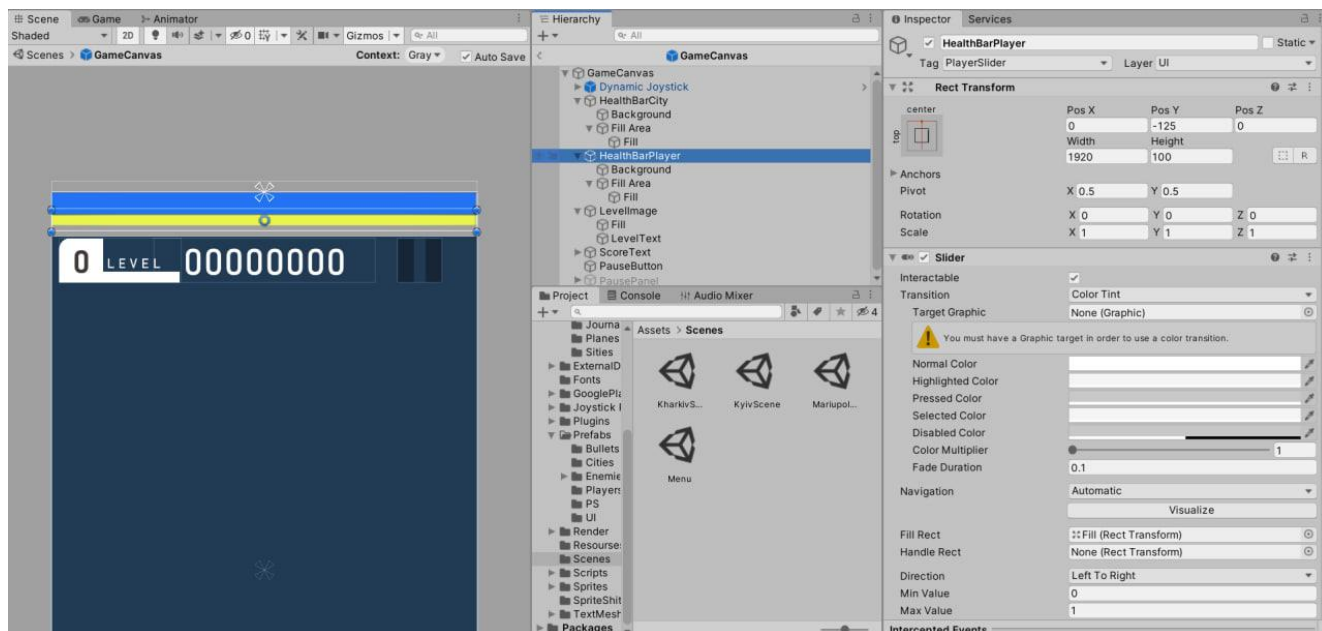 Scene
Game
Animator
Shaded
2D
0
Gizmos
All
Scenes
GameCanvas
Context: Gray
Auto Save
0 LEVEL 00000000
Hierarchy
All
GameCanvas
GameCanvas
Dynamic Joystick
HealthBarCity
Background
Fill Area
Fill
HealthBarPlayer
Background
Fill Area
Fill
LevelImage
Fill
LevelText
ScoreText
PauseButton
PausePanel
Project
Console
Audio Mixer
4
Journa
Planes
Sities
ExternalD
Fonts
GooglePla
Joystick
Plugins
Prefabs
Bullets
Cities
Enemie
Players
PS
UI
Render
Resourses
Scenes
Scripts
Sprites
SpriteShit
TextMesh
Packages
Assets > Scenes
KharkivS...
KyivScene
Mariupol...
Menu
Inspector
Services
HealthBarPlayer
Static
Tag PlayerSlider
Layer UI
Rect Transform
center
top
Pos X Pos Y Pos Z
0 -125 0
Width Height
1920 100
R
Anchors
Pivot X 0.5 Y 0.5
Rotation X 0 Y 0 Z 0
Scale X 1 Y 1 Z 1
Slider
Interactable
Transition Color Tint
Target Graphic None (Graphic)
You must have a Graphic target in order to use a color transition.
Normal Color
Highlighted Color
Pressed Color
Selected Color
Disabled Color
Color Multiplier 1
Fade Duration 0.1
Navigation Automatic
Visualize
Fill Rect Fill (Rect Transform)
Handle Rect None (Rect Transform)
Direction Left To Right
Min Value 0
Max Value 1
Intercepted Events